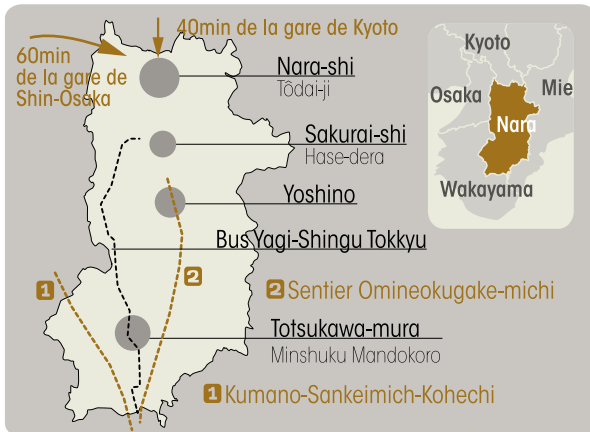 40min de la gare de Kyoto
60min
de la gare de
Shin-Osaka
Nara-shi
Tôdai-ji
Sakurai-shi
Hase-dera
Yoshino
Bus Yagi-Shingu Tokkyu
1
2
2 Sentier Omineokugake-michi
Totsukawa-mura
Minshuku Mandokoro
1 Kumano-Sankeimich-Kohechi
Kyoto
Osaka
Mie
Nara
Wakayama